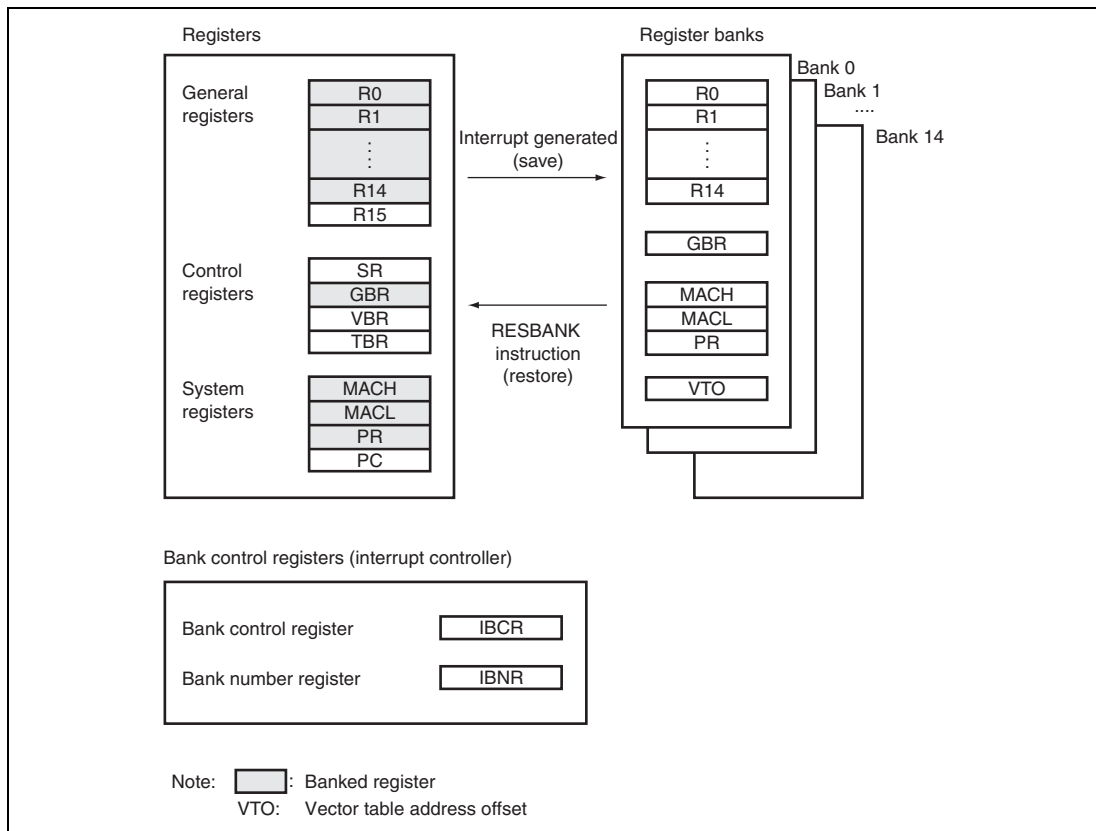 Registers
General
registers
R0
R1
⋮
R14
R15
Control
registers
SR
GBR
VBR
TBR
System
registers
MACH
MACL
PR
PC
Interrupt generated
(save)
RESBANK
instruction
(restore)
Register banks
Bank 0
Bank 1
....
Bank 14
R0
R1
⋮
R14
GBR
MACH
MACL
PR
VTO
Bank control registers (interrupt controller)
Bank control register
IBCR
Bank number register
IBNR
Note: : Banked register
VTO: Vector table address offset